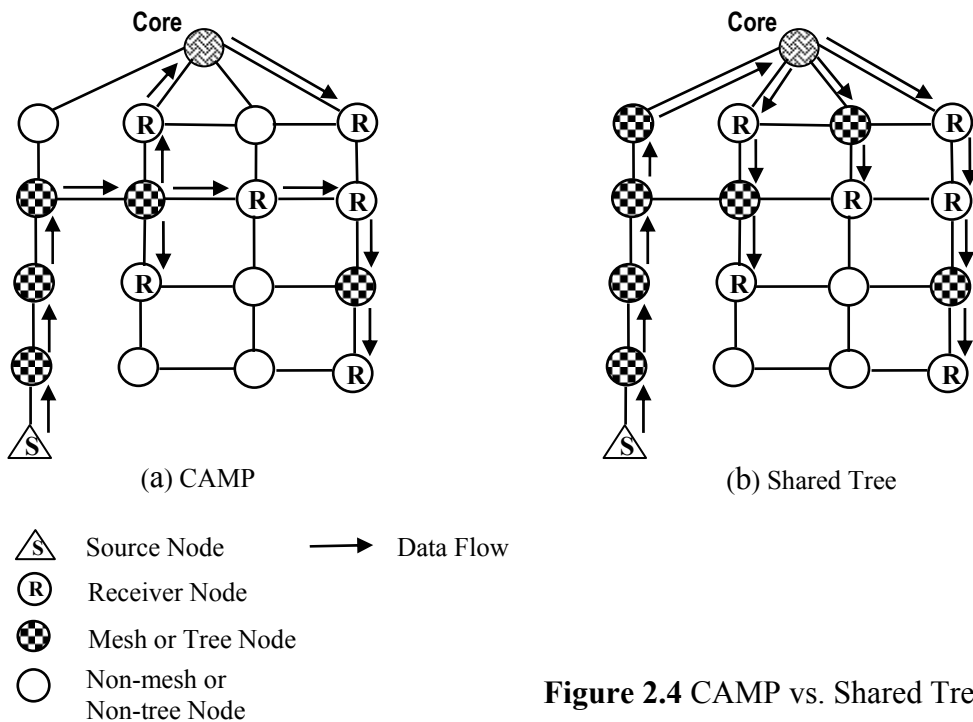 Core
Core
R
R
R
R
R
R
R
R
R
R
R
R
S
S
(a) CAMP
(b) Shared Tree
S Source Node
Data Flow
R Receiver Node
Mesh or Tree Node
Non-mesh or
Non-tree Node
Figure 2.4 CAMP vs. Shared Tre